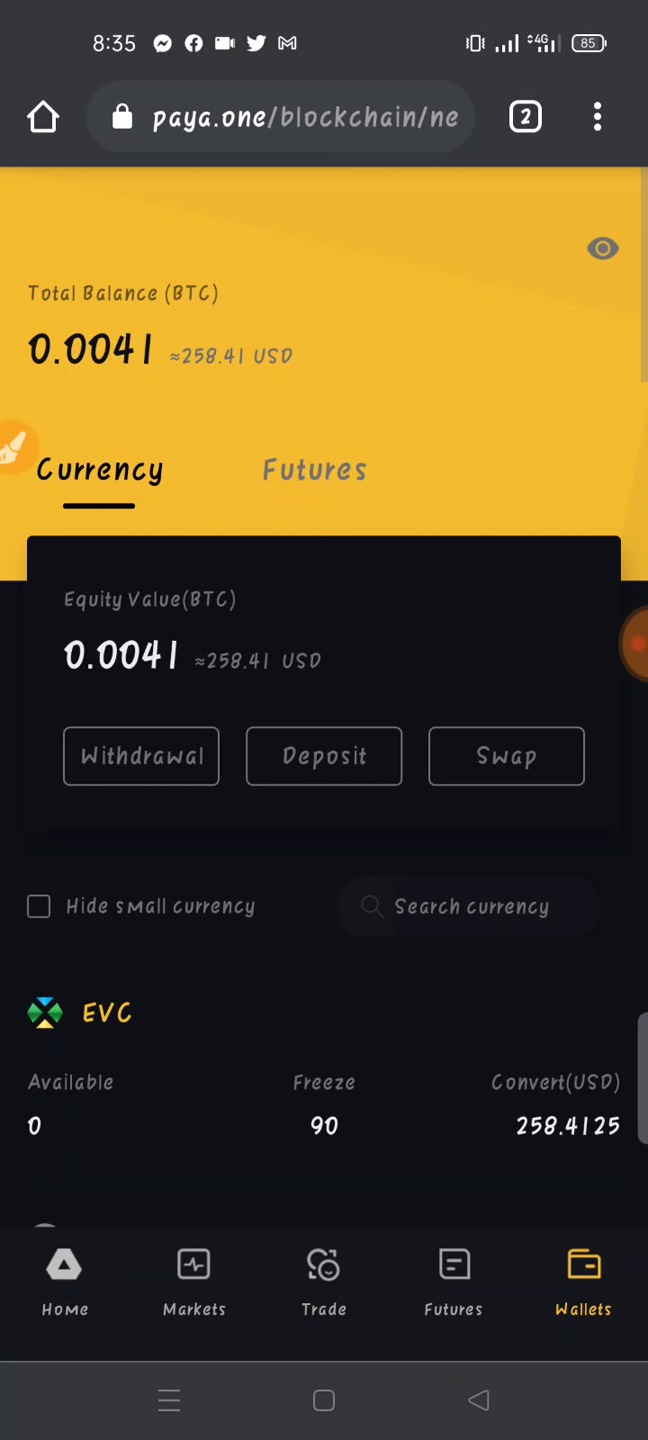 8:35 4G 85
paya.one/blockchain/ne 2
Total Balance (BTC)
0.0041 ≈258.41 USD
Currency Futures
Equity Value(BTC)
0.0041 ≈258.41 USD
Withdrawal Deposit Swap
Hide small currency Search currency
EVC
Available Freeze Convert(USD)
0 90 258.4125
Home Markets Trade Futures Wallets